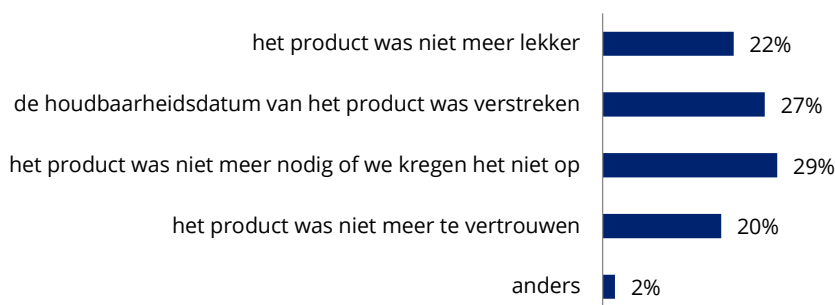 het product was niet meer lekker 22%
de houdbaarheidsdatum van het product was verstreken 27%
het product was niet meer nodig of we kregen het niet op 29%
het product was niet meer te vertrouwen 20%
anders 2%